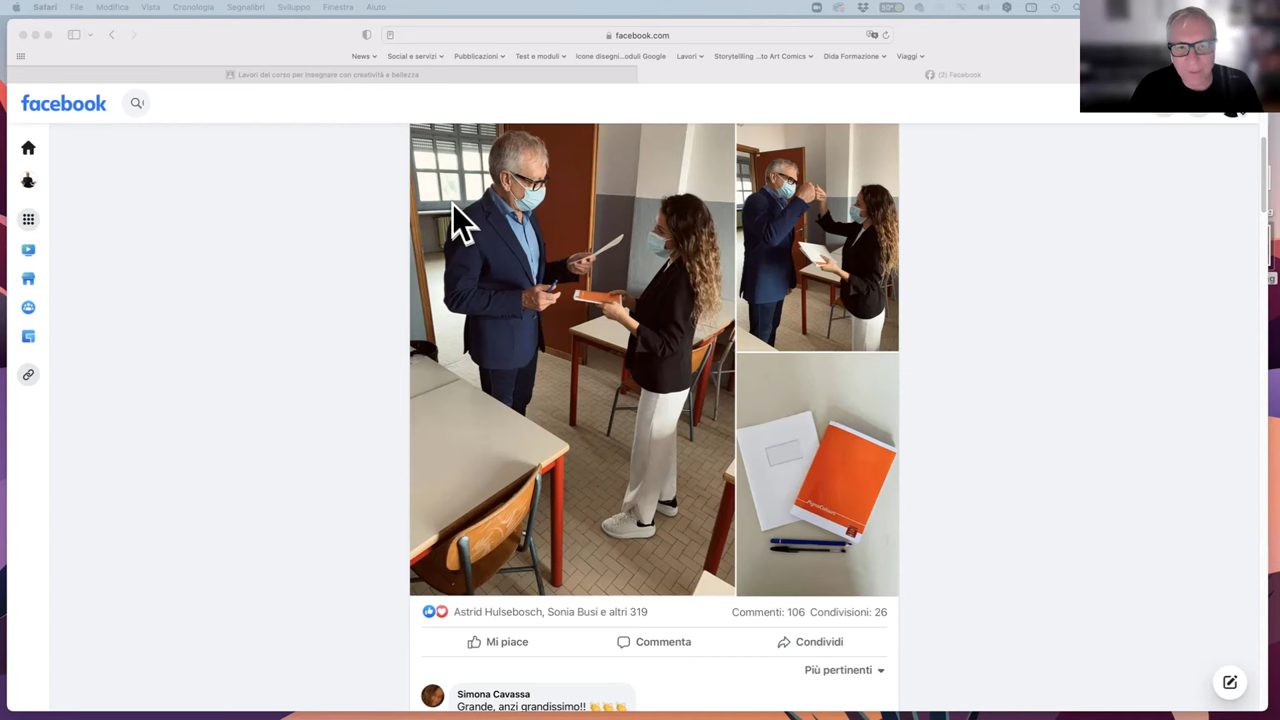 Safari File Modifica Vista Cronologia Segnalibri Sviluppo Finestra Aiuto
facebook.com
News Social e servizi Pubblicazioni Test e moduli Icone disegni...oduli Google Lavori Storytellling ...to Art Comics Dida Formazione Viaggi
Lavori del corso per Insegnare con creatività e bellezza
(2) Facebook
facebook
Astrid Hulsebosch, Sonia Busi e altri 319
Commenti: 106 Condivisioni: 26
Mi piace
Commenta
Condividi
Più pertinenti
Simona Cavassa
Grande, anzi grandissimo!! 👏👏👏